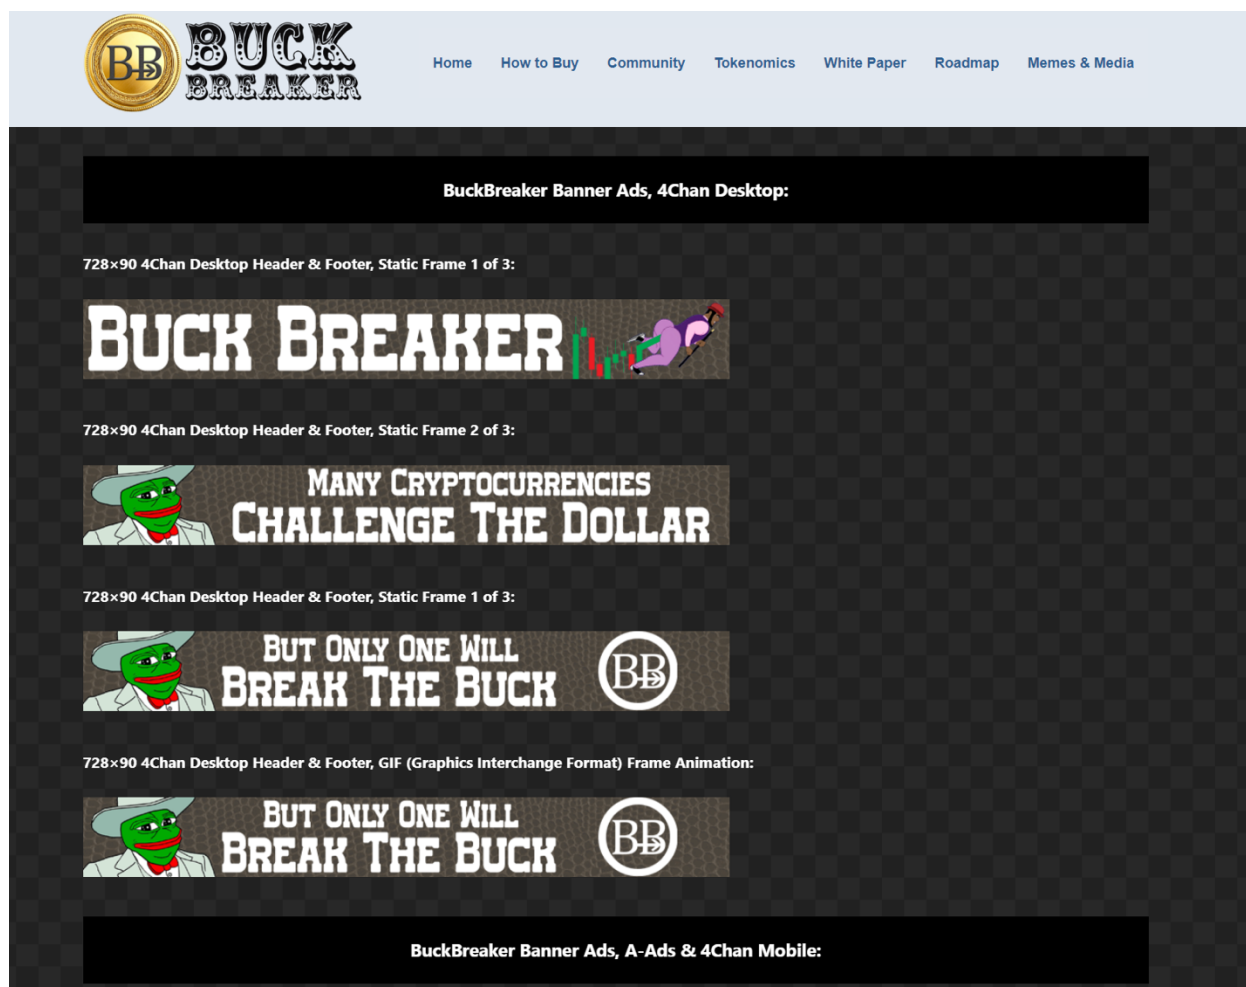 BB
BUCK
BREAKER
Home How to Buy Community Tokenomics White Paper Roadmap Memes & Media
BuckBreaker Banner Ads, 4Chan Desktop:
728×90 4Chan Desktop Header & Footer, Static Frame 1 of 3:
BUCK BREAKER
728×90 4Chan Desktop Header & Footer, Static Frame 2 of 3:
MANY CRYPTOCURRENCIES
CHALLENGE THE DOLLAR
728×90 4Chan Desktop Header & Footer, Static Frame 1 of 3:
BUT ONLY ONE WILL
BREAK THE BUCK
BB
728×90 4Chan Desktop Header & Footer, GIF (Graphics Interchange Format) Frame Animation:
BUT ONLY ONE WILL
BREAK THE BUCK
BB
BuckBreaker Banner Ads, A-Ads & 4Chan Mobile: